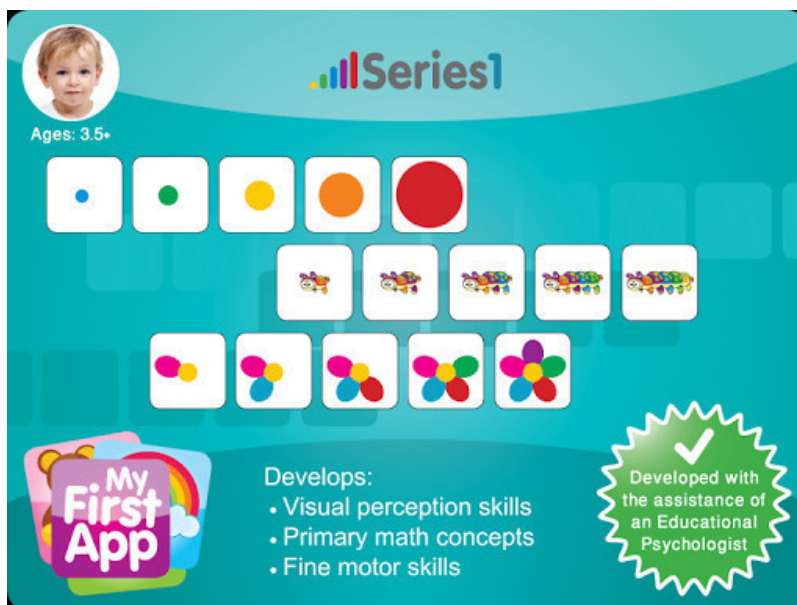 Series1
Ages: 3.5+
My
First
App
Develops:
• Visual perception skills
• Primary math concepts
• Fine motor skills
Developed with
the assistance of
an Educational
Psychologist